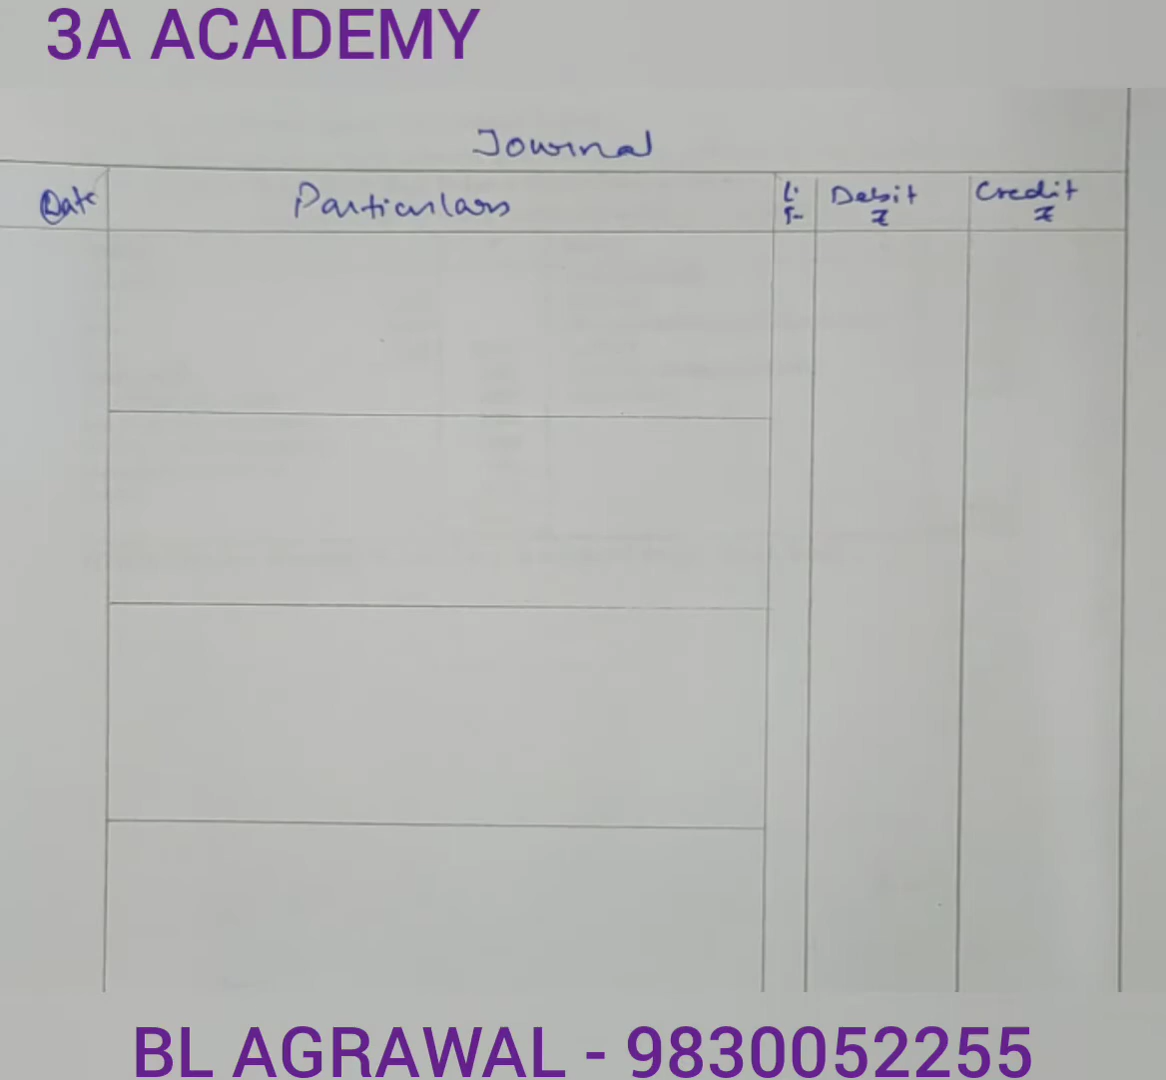 3A ACADEMY
Journal
Date Particulars L. F. Debit ₹ Credit ₹
BL AGRAWAL - 9830052255